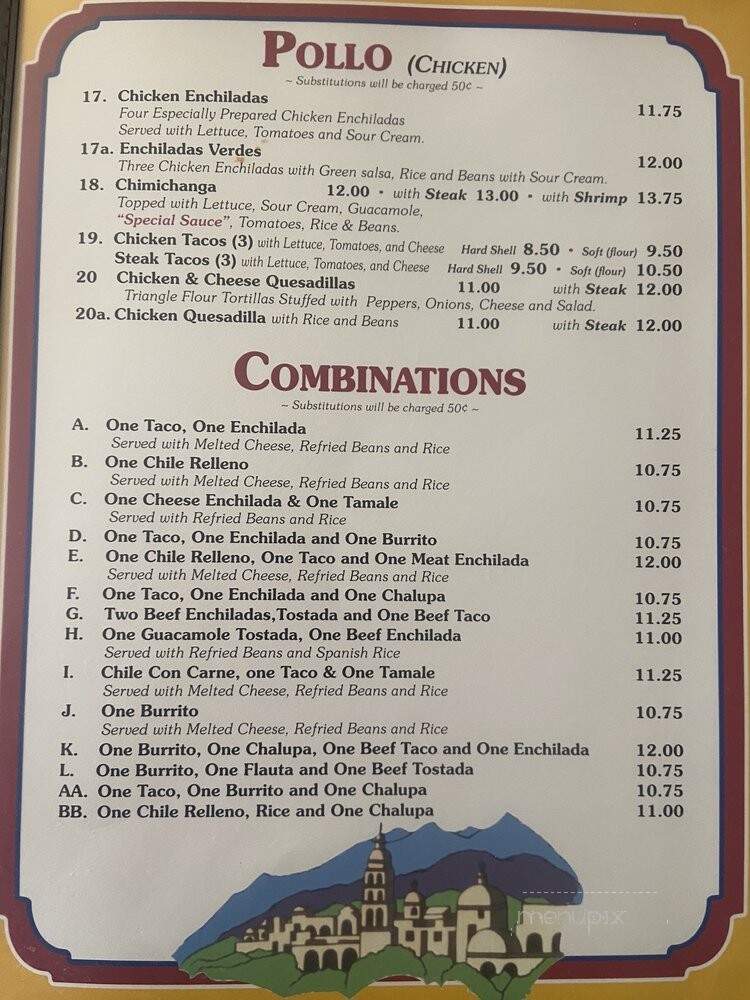 POLLO (CHICKEN)
~ Substitutions will be charged 50¢ ~
17. Chicken Enchiladas 11.75
Four Especially Prepared Chicken Enchiladas
Served with Lettuce, Tomatoes and Sour Cream.
17a. Enchiladas Verdes 12.00
Three Chicken Enchiladas with Green salsa, Rice and Beans with Sour Cream.
18. Chimichanga 12.00 • with Steak 13.00 • with Shrimp 13.75
Topped with Lettuce, Sour Cream, Guacamole,
“Special Sauce”, Tomatoes, Rice & Beans.
19. Chicken Tacos (3) with Lettuce, Tomatoes, and Cheese Hard Shell 8.50 • Soft (flour) 9.50
Steak Tacos (3) with Lettuce, Tomatoes, and Cheese Hard Shell 9.50 • Soft (flour) 10.50
20 Chicken & Cheese Quesadillas 11.00 with Steak 12.00
Triangle Flour Tortillas Stuffed with Peppers, Onions, Cheese and Salad.
20a. Chicken Quesadilla with Rice and Beans 11.00 with Steak 12.00
COMBINATIONS
~ Substitutions will be charged 50¢ ~
A. One Taco, One Enchilada 11.25
Served with Melted Cheese, Refried Beans and Rice
B. One Chile Relleno 10.75
Served with Melted Cheese, Refried Beans and Rice
C. One Cheese Enchilada & One Tamale 10.75
Served with Refried Beans and Rice
D. One Taco, One Enchilada and One Burrito 10.75
E. One Chile Relleno, One Taco and One Meat Enchilada 12.00
Served with Melted Cheese, Refried Beans and Rice
F. One Taco, One Enchilada and One Chalupa 10.75
G. Two Beef Enchiladas,Tostada and One Beef Taco 11.25
H. One Guacamole Tostada, One Beef Enchilada 11.00
Served with Refried Beans and Spanish Rice
I. Chile Con Carne, one Taco & One Tamale 11.25
Served with Melted Cheese, Refried Beans and Rice
J. One Burrito 10.75
Served with Melted Cheese, Refried Beans and Rice
K. One Burrito, One Chalupa, One Beef Taco and One Enchilada 12.00
L. One Burrito, One Flauta and One Beef Tostada 10.75
AA. One Taco, One Burrito and One Chalupa 10.75
BB. One Chile Relleno, Rice and One Chalupa 11.00
menupix